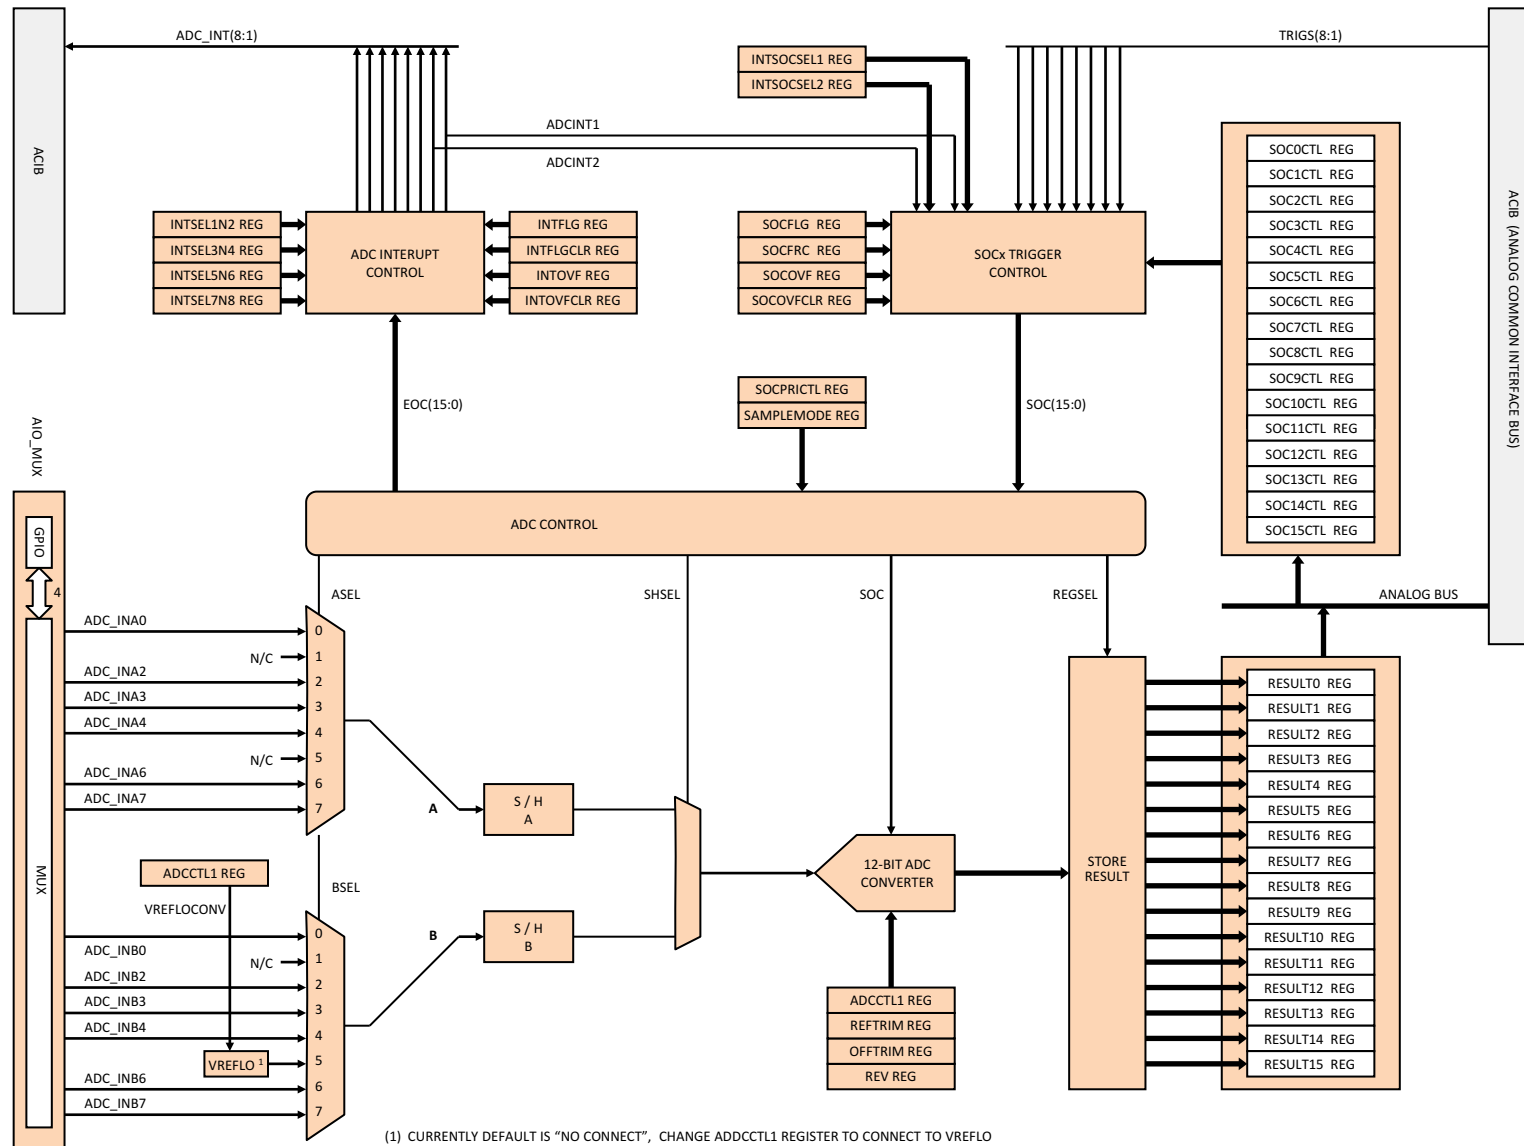 ADC_INT(8:1)
TRIGS(8:1)
INTSOCSEL1 REG
INTSOCSEL2 REG
ADCINT1
ADCINT2
ACIB
ACIB (ANALOG COMMON INTERFACE BUS)
INTSEL1N2 REG
INTSEL3N4 REG
INTSEL5N6 REG
INTSEL7N8 REG
ADC INTERUPT
CONTROL
INTFLG REG
INTFLGCLR REG
INTOVF REG
INTOVFCLR REG
SOCFLG REG
SOCFRC REG
SOCOVF REG
SOCOVFCLR REG
SOCx TRIGGER
CONTROL
SOC0CTL REG
SOC1CTL REG
SOC2CTL REG
SOC3CTL REG
SOC4CTL REG
SOC5CTL REG
SOC6CTL REG
SOC7CTL REG
SOC8CTL REG
SOC9CTL REG
SOC10CTL REG
SOC11CTL REG
SOC12CTL REG
SOC13CTL REG
SOC14CTL REG
SOC15CTL REG
EOC(15:0)
SOCPRICTL REG
SAMPLEMODE REG
SOC(15:0)
AIO_MUX
GPIO
4
MUX
ADC CONTROL
ASEL
SHSEL
SOC
REGSEL
ANALOG BUS
ADC_INA0
N/C
ADC_INA2
ADC_INA3
ADC_INA4
N/C
ADC_INA6
ADC_INA7
0
1
2
3
4
5
6
7
A
S / H
A
ADCCTL1 REG
VREFLOCONV
BSEL
ADC_INB0
N/C
ADC_INB2
ADC_INB3
ADC_INB4
VREFLO 1
ADC_INB6
ADC_INB7
0
1
2
3
4
5
6
7
B
S / H
B
12-BIT ADC
CONVERTER
ADCCTL1 REG
REFTRIM REG
OFFTRIM REG
REV REG
STORE
RESULT
RESULT0 REG
RESULT1 REG
RESULT2 REG
RESULT3 REG
RESULT4 REG
RESULT5 REG
RESULT6 REG
RESULT7 REG
RESULT8 REG
RESULT9 REG
RESULT10 REG
RESULT11 REG
RESULT12 REG
RESULT13 REG
RESULT14 REG
RESULT15 REG
(1) CURRENTLY DEFAULT IS “NO CONNECT”, CHANGE ADDCCTL1 REGISTER TO CONNECT TO VREFLO